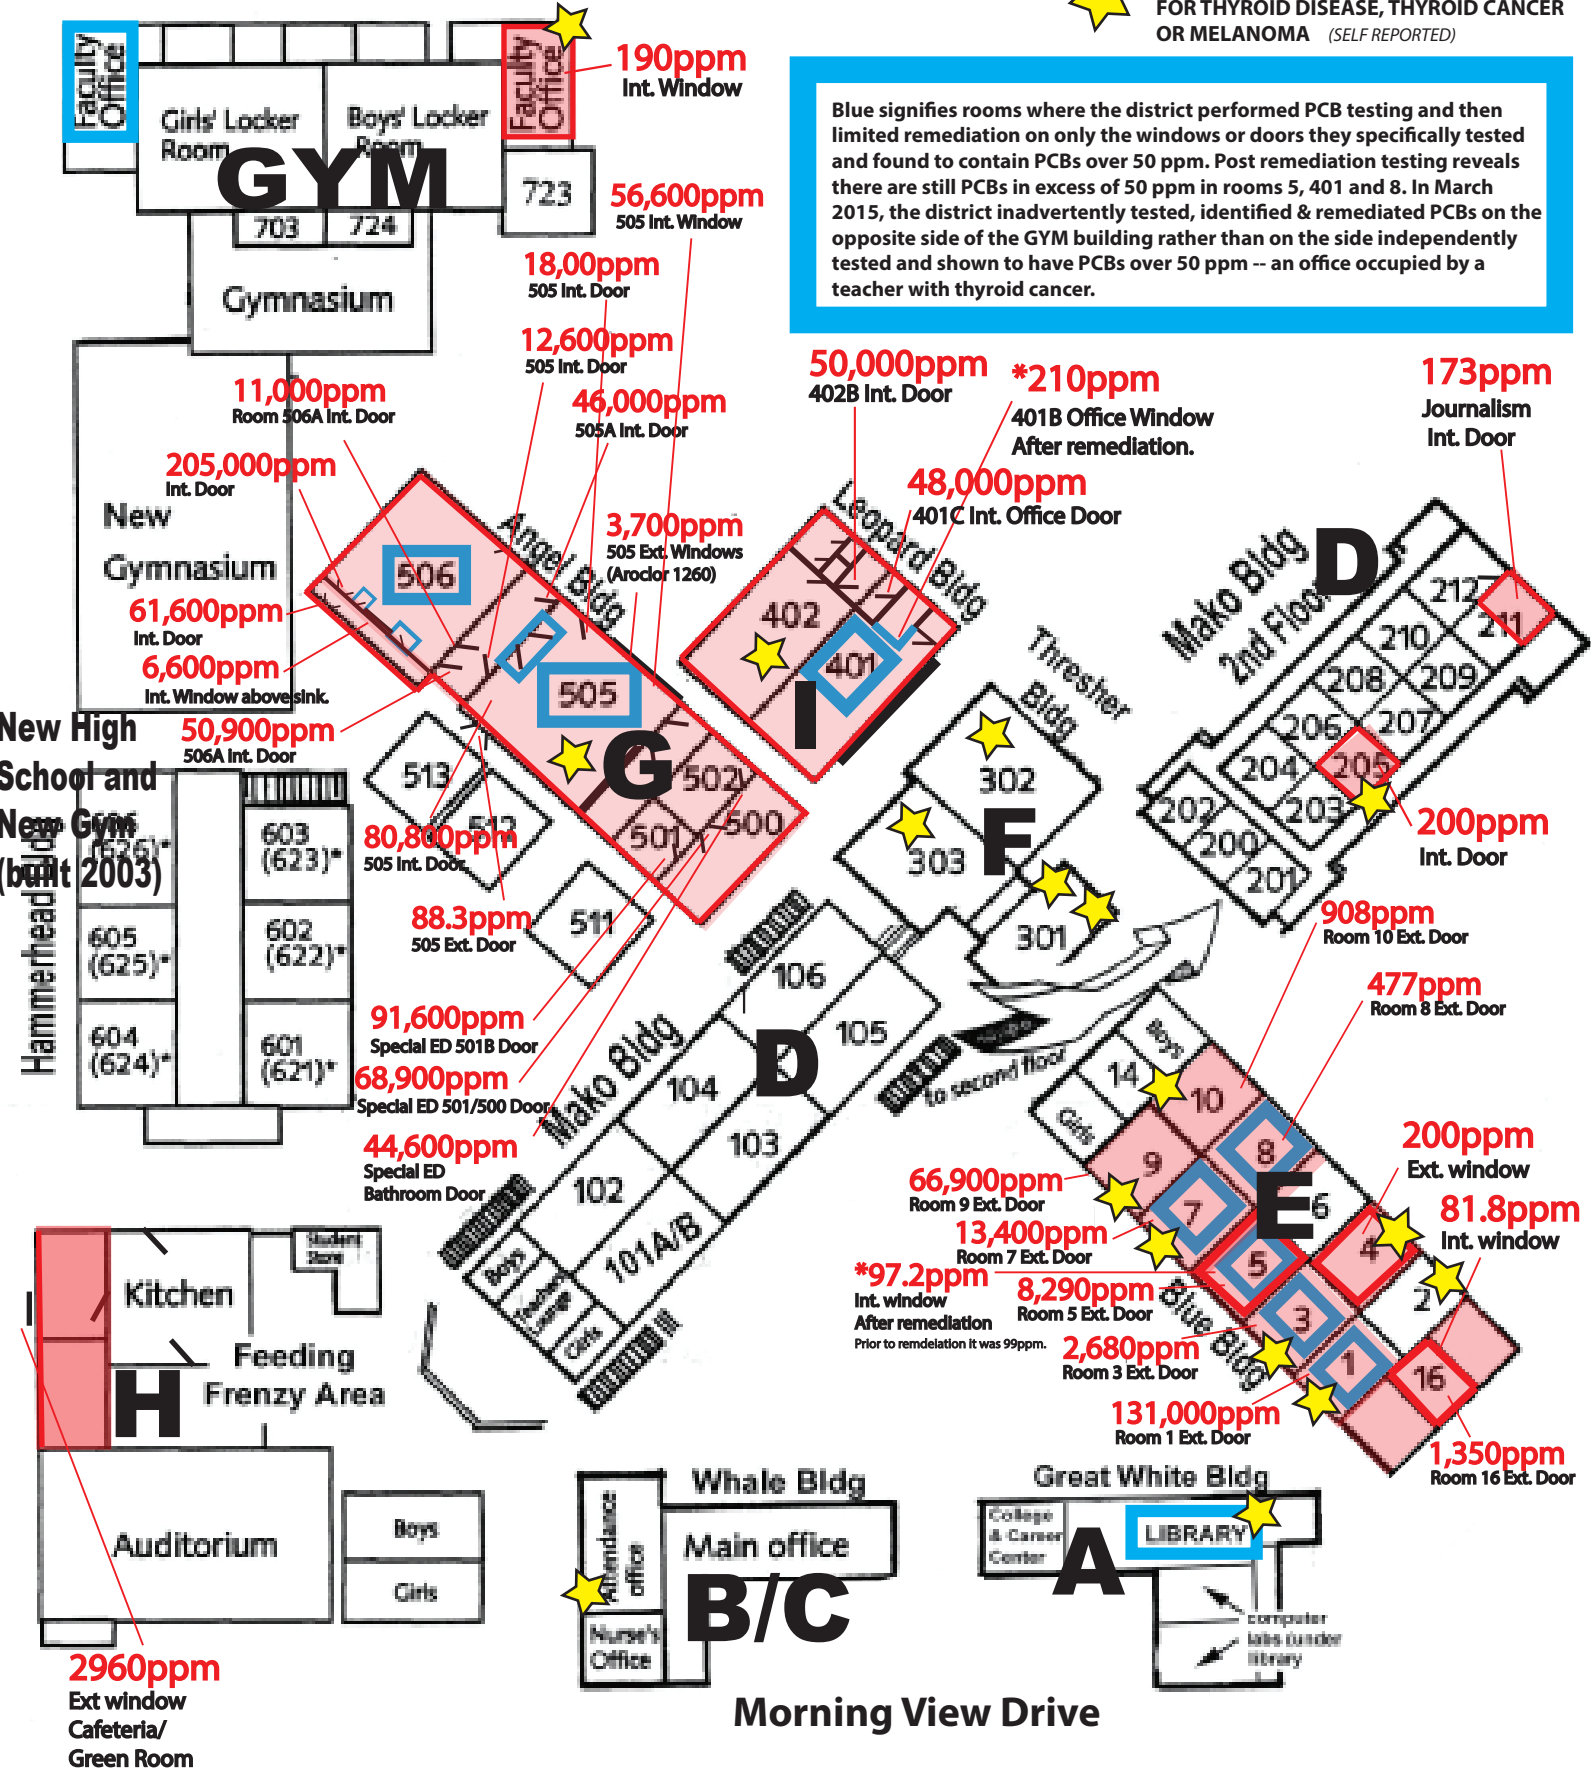 FOR THYROID DISEASE, THYROID CANCER
OR MELANOMA (SELF REPORTED)
Blue signifies rooms where the district performed PCB testing and then
limited remediation on only the windows or doors they specifically tested
and found to contain PCBs over 50 ppm. Post remediation testing reveals
there are still PCBs in excess of 50 ppm in rooms 5, 401 and 8. In March
2015, the district inadvertently tested, identified & remediated PCBs on the
opposite side of the GYM building rather than on the side independently
tested and shown to have PCBs over 50 ppm -- an office occupied by a
teacher with thyroid cancer.
Faculty
Office
Girls' Locker
Room
Boys' Locker
Room
Faculty
Office
190ppm
Int. Window
GYM
723
703
724
Gymnasium
56,600ppm
505 Int. Window
18,00ppm
505 Int. Door
12,600ppm
505 Int. Door
46,000ppm
505A Int. Door
11,000ppm
Room 506A Int. Door
205,000ppm
Int. Door
New
Gymnasium
61,600ppm
Int. Door
6,600ppm
Int. Window above sink.
50,900ppm
506A Int. Door
3,700ppm
505 Ext. Windows
(Aroclor 1260)
Angel Bldg
506
505
G
502
501
500
513
512
511
80,800ppm
505 Int. Door
88.3ppm
505 Ext. Door
91,600ppm
Special ED 501B Door
68,900ppm
Special ED 501/500 Door
44,600ppm
Special ED
Bathroom Door
50,000ppm
402B Int. Door
*210ppm
401B Office Window
After remediation.
48,000ppm
401C Int. Office Door
Leopard Bldg
402
401
I
173ppm
Journalism
Int. Door
Mako Bldg
2nd Floor
D
212
211
210
209
208
207
206
205
204
203
202
200
201
200ppm
Int. Door
Thresher
Bldg
302
303
F
301
New High
School and
New Gym
(built 2003)
Hammerhead Bldg
(626)*
603
(623)*
605
(625)*
602
(622)*
604
(624)*
601
(621)*
Mako Bldg
D
106
105
104
103
102
101A/B
Boys
Girls
to second floor
908ppm
Room 10 Ext. Door
477ppm
Room 8 Ext. Door
200ppm
Ext. window
81.8ppm
Int. window
Boys
14
Girls
10
9
8
7
E
6
5
4
3
2
1
16
Blue Bldg
66,900ppm
Room 9 Ext. Door
13,400ppm
Room 7 Ext. Door
*97.2ppm
Int. window
After remediation
Prior to remdelation it was 99ppm.
8,290ppm
Room 5 Ext. Door
2,680ppm
Room 3 Ext. Door
131,000ppm
Room 1 Ext. Door
1,350ppm
Room 16 Ext. Door
Student
Store
Kitchen
Feeding
Frenzy Area
H
Auditorium
Boys
Girls
2960ppm
Ext window
Cafeteria/
Green Room
Whale Bldg
Attendance
office
Main office
B/C
Nurse's
Office
Great White Bldg
College
& Career
Center
A
LIBRARY
computer
labs (under
library
Morning View Drive